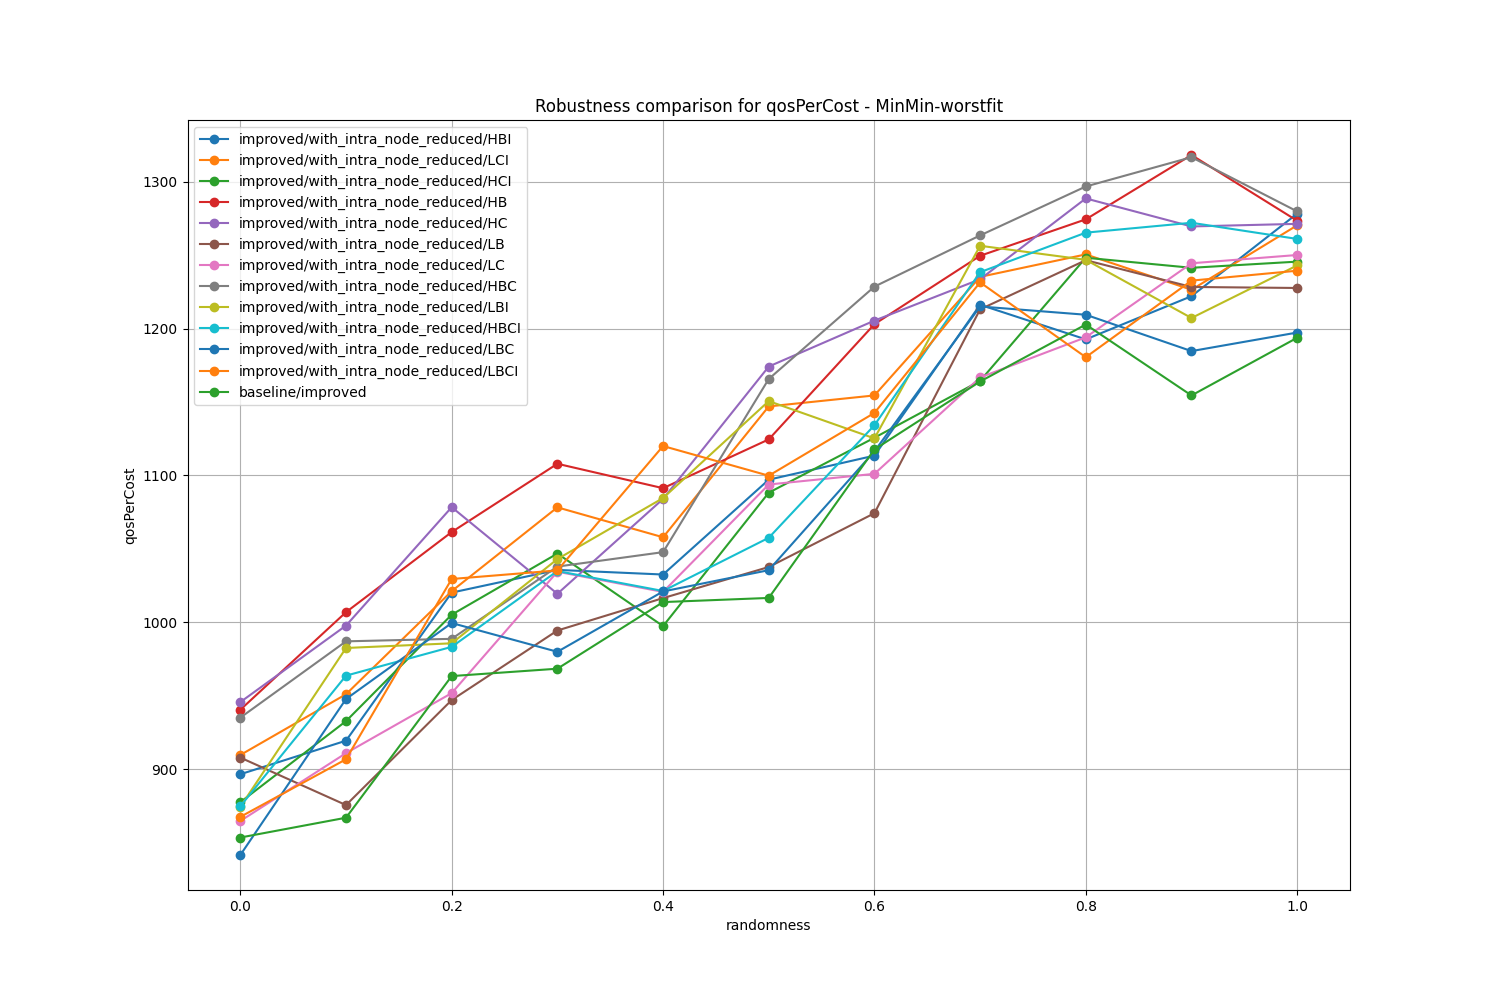 Robustness comparison for qosPerCost - MinMin-worstfit
improved/with_intra_node_reduced/HBI
improved/with_intra_node_reduced/LCI
improved/with_intra_node_reduced/HCI
improved/with_intra_node_reduced/HB
improved/with_intra_node_reduced/HC
improved/with_intra_node_reduced/LB
improved/with_intra_node_reduced/LC
improved/with_intra_node_reduced/HBC
improved/with_intra_node_reduced/LBI
improved/with_intra_node_reduced/HBCI
improved/with_intra_node_reduced/LBC
improved/with_intra_node_reduced/LBCI
baseline/improved
1300
1200
1100
1000
900
qosPerCost
0.0 0.2 0.4 0.6 0.8 1.0
randomness